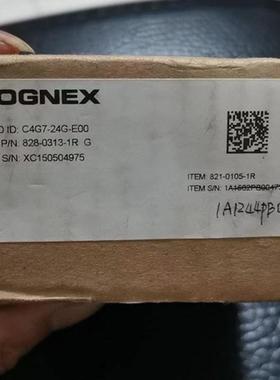 OGNEX
D ID: C4G7-24G-E00
P/N: 828-0313-1R G
S/N: XC150504975
ITEM: 821-0105-1R
ITEM S/N: